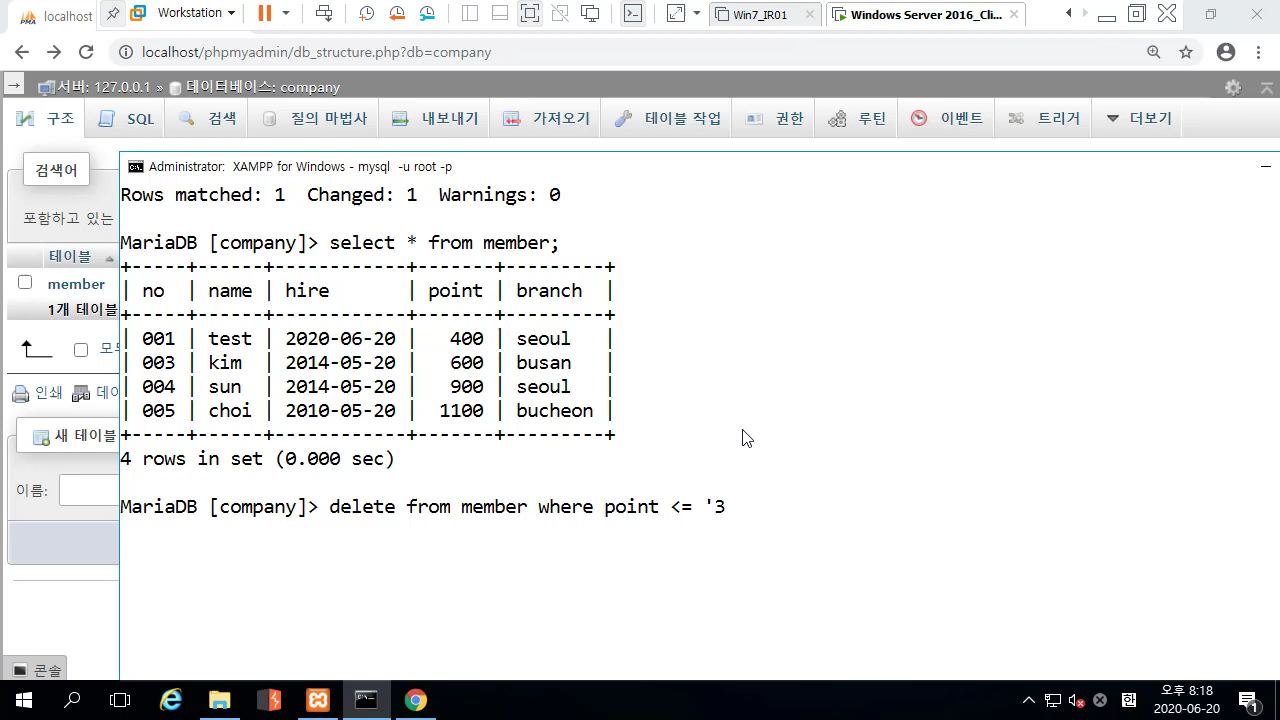 localhost
Workstation
Win7_IR01
Windows Server 2016_Cli...
localhost/phpmyadmin/db_structure.php?db=company
서버: 127.0.0.1 » 데이터베이스: company
구조
SQL
검색
질의 마법사
내보내기
가져오기
테이블 작업
권한
루틴
이벤트
트리거
더보기
검색어
포함하고 있는
테이블
member
1개 테이블
인쇄
새 테이블
이름:
콘솔
Administrator: XAMPP for Windows - mysql -u root -p
Rows matched: 1 Changed: 1 Warnings: 0
MariaDB [company]> select * from member;
+-----+------+------------+-------+---------+
| no | name | hire | point | branch |
+-----+------+------------+-------+---------+
| 001 | test | 2020-06-20 | 400 | seoul |
| 003 | kim | 2014-05-20 | 600 | busan |
| 004 | sun | 2014-05-20 | 900 | seoul |
| 005 | choi | 2010-05-20 | 1100 | bucheon |
+-----+------+------------+-------+---------+
4 rows in set (0.000 sec)
MariaDB [company]> delete from member where point <= '3
한
오후 8:18
2020-06-20
1